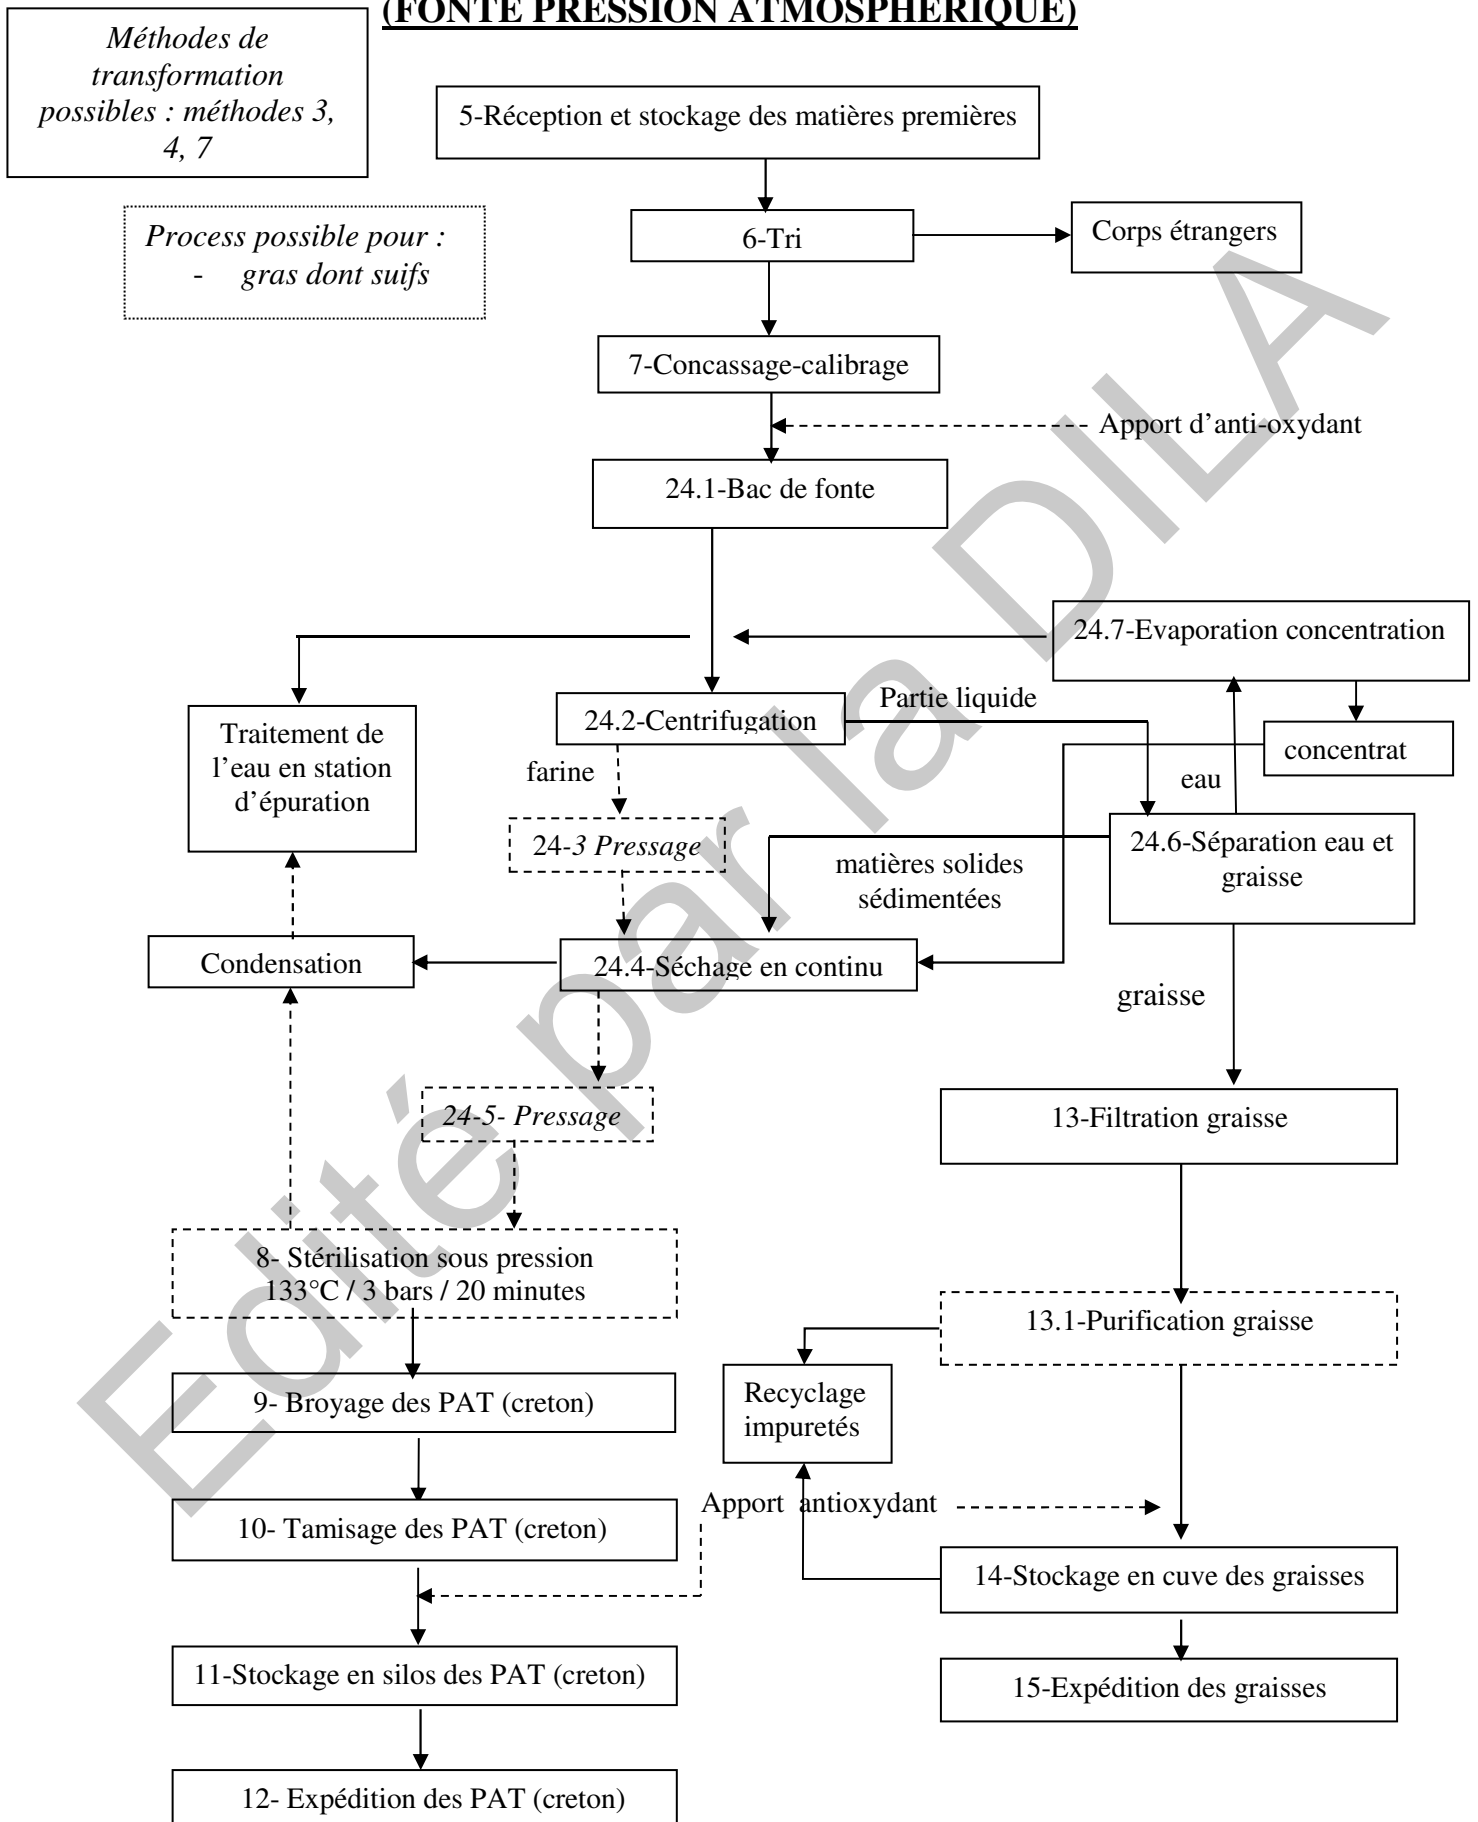 (FONTE PRESSION ATMOSPHERIQUE)
Méthodes de
transformation
possibles : méthodes 3,
4, 7
5-Réception et stockage des matières premières
Process possible pour :
- gras dont suifs
6-Tri
Corps étrangers
7-Concassage-calibrage
Apport d’anti-oxydant
24.1-Bac de fonte
24.7-Evaporation concentration
24.2-Centrifugation
Partie liquide
Traitement de
l’eau en station
d’épuration
concentrat
farine
eau
24-3 Pressage
24.6-Séparation eau et
graisse
matières solides
sédimentées
Condensation
24.4-Séchage en continu
graisse
24-5- Pressage
13-Filtration graisse
8- Stérilisation sous pression
133°C / 3 bars / 20 minutes
13.1-Purification graisse
Recyclage
impuretés
9- Broyage des PAT (creton)
Apport antioxydant
10- Tamisage des PAT (creton)
14-Stockage en cuve des graisses
11-Stockage en silos des PAT (creton)
15-Expédition des graisses
12- Expédition des PAT (creton)
Edité par la DILA